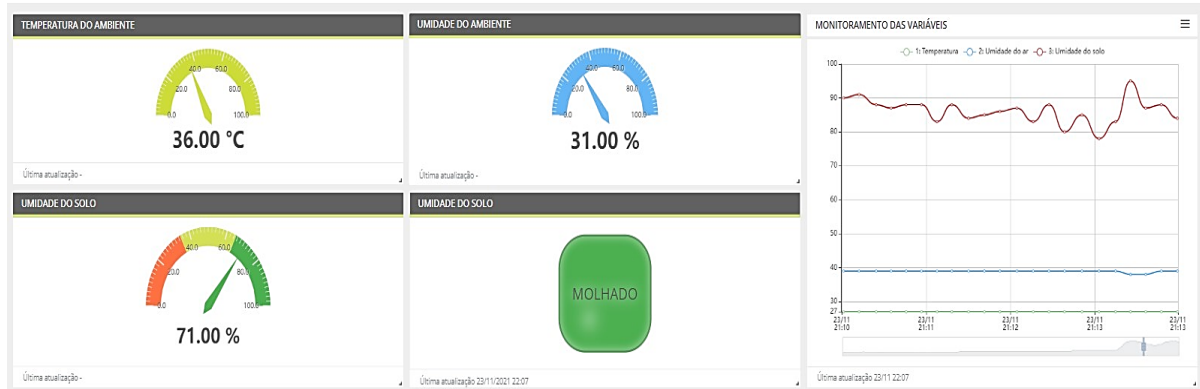 TEMPERATURA DO AMBIENTE
0.0 20.0 40.0 60.0 80.0 100.0
36.00 °C
Última atualização -
UMIDADE DO AMBIENTE
0.0 20.0 40.0 60.0 80.0 100.0
31.00 %
Última atualização -
UMIDADE DO SOLO
0.0 20.0 40.0 60.0 80.0 100.0
71.00 %
Última atualização -
UMIDADE DO SOLO
MOLHADO
Última atualização 23/11/2021 22:07
MONITORAMENTO DAS VARIÁVEIS
1: Temperatura 2: Umidade do ar 3: Umidade do solo
100
90
80
70
60
50
40
30
27
23/11 23/11 23/11 23/11 23/11
21:10 21:11 21:12 21:13 21:13
Última atualização 23/11 22:07